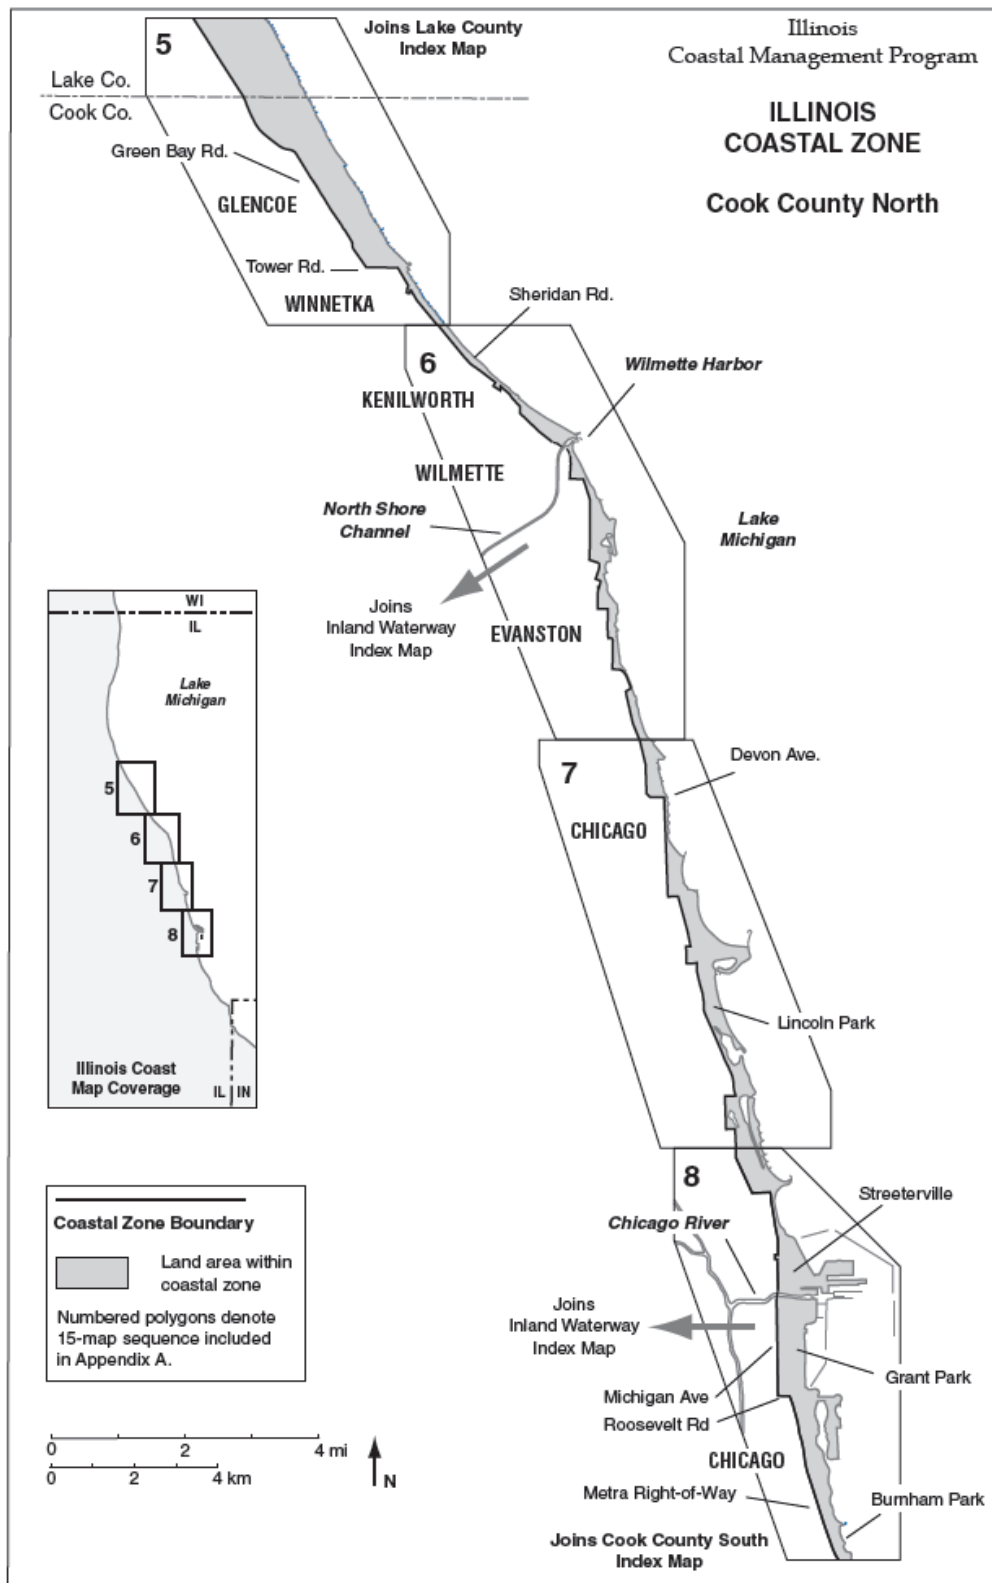 Illinois
Coastal Management Program
ILLINOIS
COASTAL ZONE
Cook County North
5
Joins Lake County
Index Map
Lake Co.
Cook Co.
Green Bay Rd.
GLENCOE
Tower Rd.
WINNETKA
Sheridan Rd.
6
Wilmette Harbor
KENILWORTH
WILMETTE
North Shore
Channel
Lake
Michigan
Joins
Inland Waterway
Index Map
EVANSTON
WI
IL
Lake
Michigan
5
6
7
8
Illinois Coast
Map Coverage
IL IN
7
Devon Ave.
CHICAGO
Lincoln Park
8
Streeterville
Chicago River
Joins
Inland Waterway
Index Map
Grant Park
Michigan Ave
Roosevelt Rd
CHICAGO
Metra Right-of-Way
Burnham Park
Joins Cook County South
Index Map
Coastal Zone Boundary
Land area within
coastal zone
Numbered polygons denote
15-map sequence included
in Appendix A.
0 2 4 mi
0 2 4 km
N